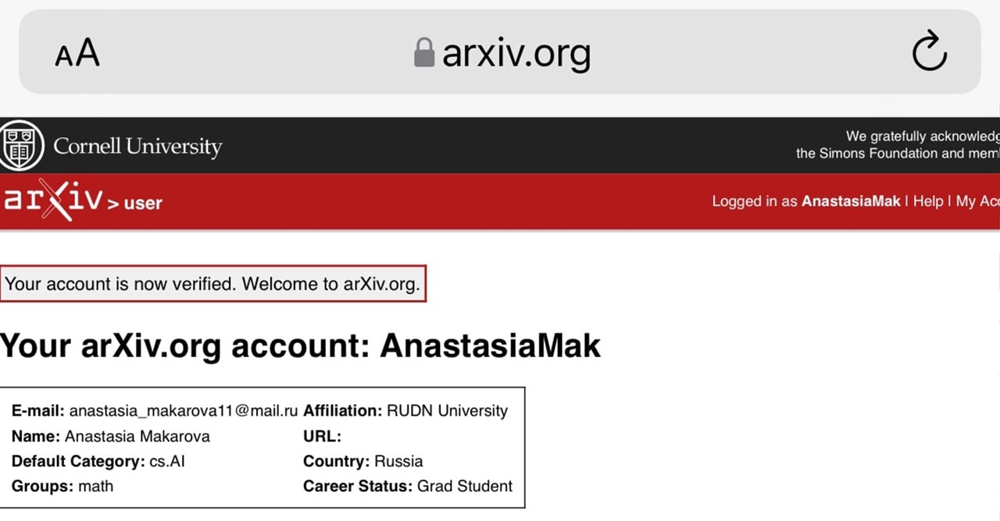 AA arxiv.org
Cornell University
We gratefully acknowledg
the Simons Foundation and mem
arXiv > user
Logged in as AnastasiaMak | Help | My Acc
Your account is now verified. Welcome to arXiv.org.
Your arXiv.org account: AnastasiaMak
E-mail: anastasia_makarova11@mail.ru Affiliation: RUDN University
Name: Anastasia Makarova URL:
Default Category: cs.AI Country: Russia
Groups: math Career Status: Grad Student